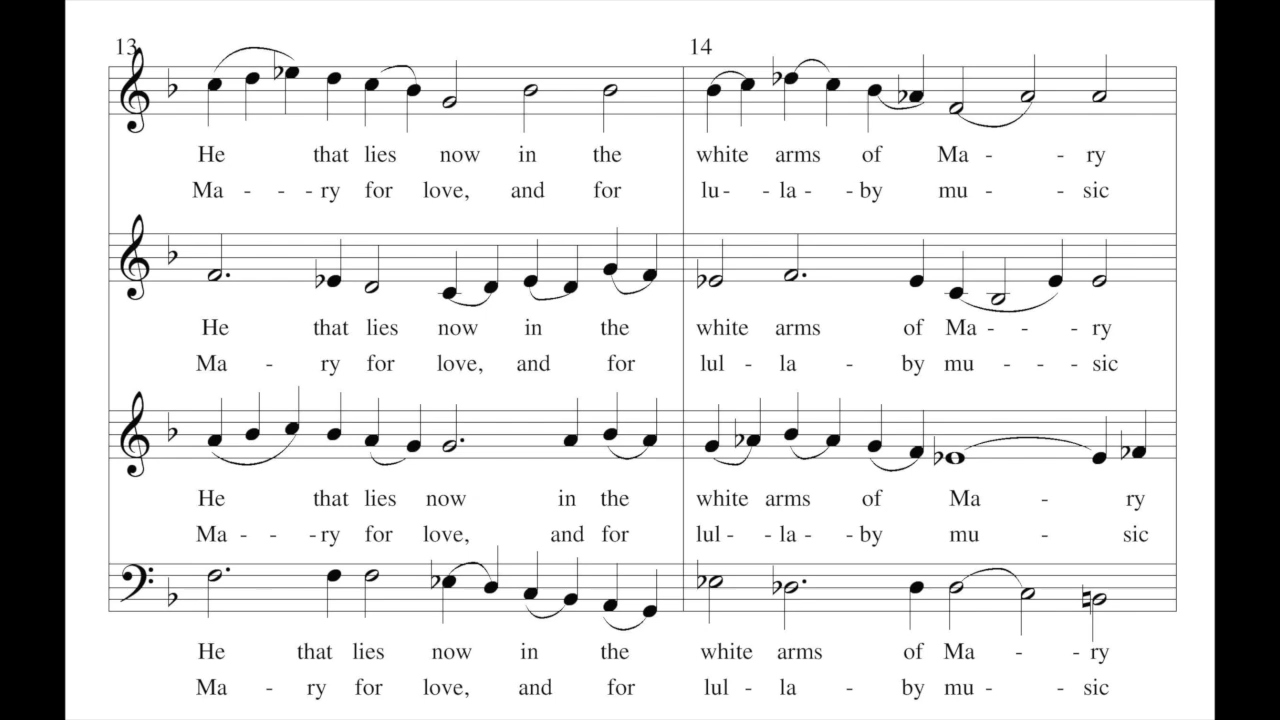 13 14
He that lies now in the white arms of Ma - - ry
Ma - - - ry for love, and for lu - - la - - by mu - - sic
He that lies now in the white arms of Ma - - - ry
Ma - ry for love, and for lul - la - by mu - - - sic
He that lies now in the white arms of Ma - ry
Ma - - - ry for love, and for lul - - la - - by mu - sic
He that lies now in the white arms of Ma - - ry
Ma - ry for love, and for lul - la - by mu - - sic